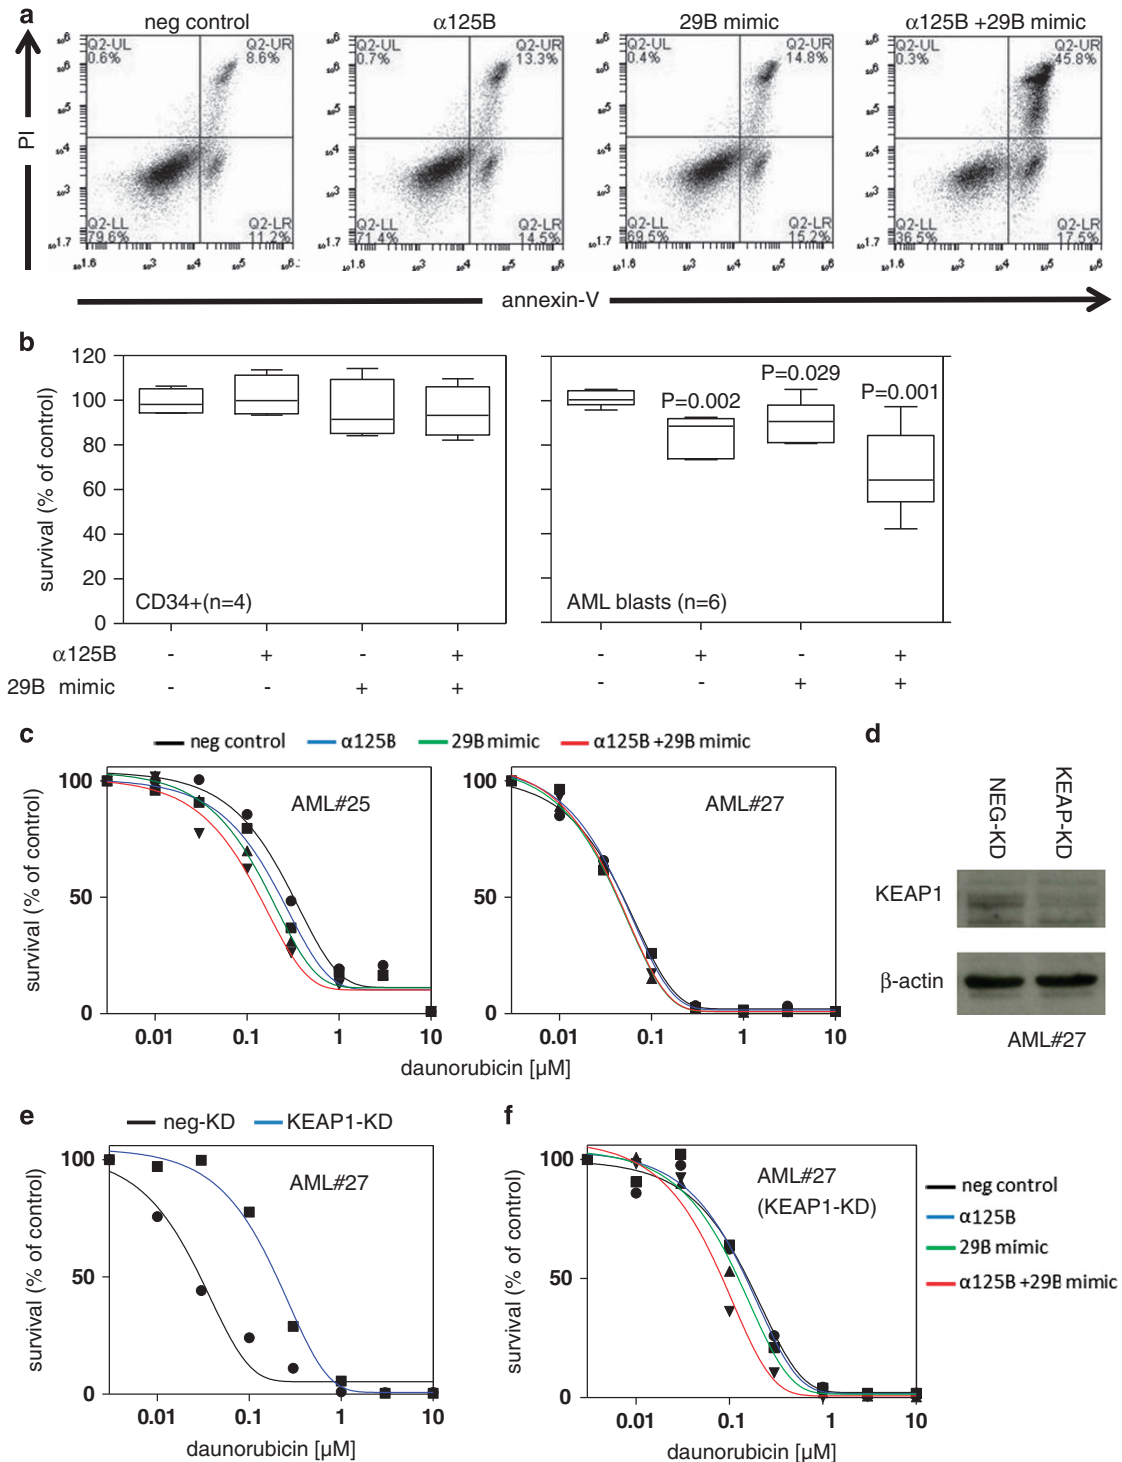 a
neg control
α125B
29B mimic
α125B +29B mimic
Q2-UL
0.6%
Q2-UR
8.6%
Q2-LL
79.6%
Q2-LR
11.2%
Q2-UL
0.7%
Q2-UR
13.3%
Q2-LL
71.4%
Q2-LR
14.5%
Q2-UL
0.4%
Q2-UR
14.8%
Q2-LL
69.5%
Q2-LR
15.2%
Q2-UL
0.3%
Q2-UR
45.8%
Q2-LL
36.5%
Q2-LR
17.5%
PI
annexin-V
b
survival (% of control)
120
100
80
60
40
20
0
CD34+(n=4)
P=0.002
P=0.029
P=0.001
AML blasts (n=6)
α125B - + - + - + - +
29B mimic - - + + - - + +
c
neg control α125B 29B mimic α125B +29B mimic
survival (% of control)
100
50
0
AML#25
0.01 0.1 1 10
100
50
0
AML#27
0.01 0.1 1 10
daunorubicin [µM]
d
NEG-KD
KEAP-KD
KEAP1
β-actin
AML#27
e
neg-KD KEAP1-KD
survival (% of control)
100
50
0
AML#27
0.01 0.1 1 10
daunorubicin [µM]
f
survival (% of control)
100
50
0
AML#27
(KEAP1-KD)
0.01 0.1 1 10
daunorubicin [µM]
neg control
α125B
29B mimic
α125B +29B mimic